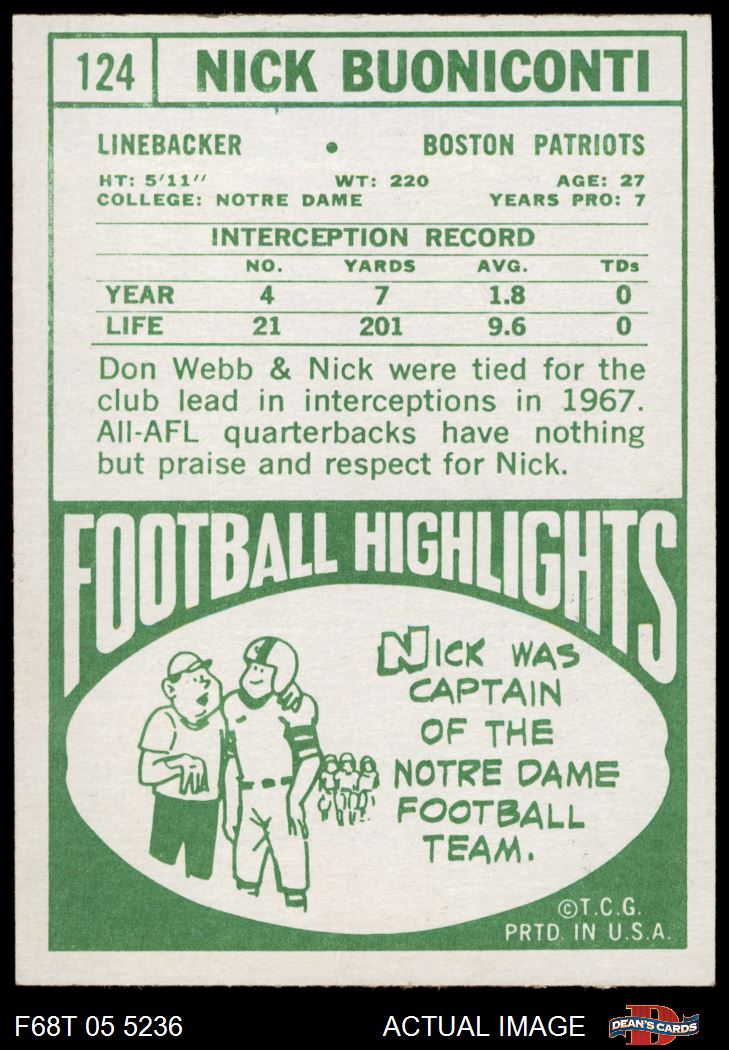 124 NICK BUONICONTI
LINEBACKER • BOSTON PATRIOTS
HT: 5'11" WT: 220 AGE: 27
COLLEGE: NOTRE DAME YEARS PRO: 7
INTERCEPTION RECORD
NO. YARDS AVG. TDs
YEAR 4 7 1.8 0
LIFE 21 201 9.6 0
Don Webb & Nick were tied for the
club lead in interceptions in 1967.
All-AFL quarterbacks have nothing
but praise and respect for Nick.
FOOTBALL HIGHLIGHTS
NICK WAS
CAPTAIN
OF THE
NOTRE DAME
FOOTBALL
TEAM.
©T.C.G.
PRTD. IN U.S.A.
F68T 05 5236 ACTUAL IMAGE D DEAN'S CARDS